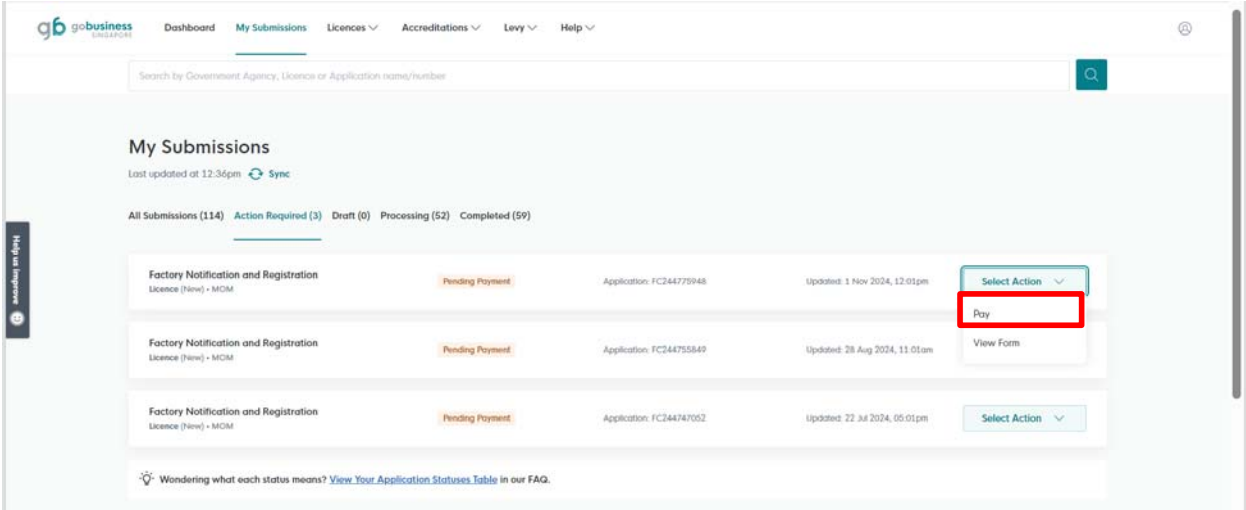 gobusiness
SINGAPORE
Dashboard My Submissions Licences Accreditations Levy Help
Search by Government Agency, Licence or Application name/number
My Submissions
Last updated at 12:36pm Sync
All Submissions (114) Action Required (3) Draft (0) Processing (52) Completed (59)
Help us improve
Factory Notification and Registration
Licence (New) • MOM
Pending Payment
Application: FC244775948
Updated: 1 Nov 2024, 12:01pm
Select Action
Pay
View Form
Factory Notification and Registration
Licence (New) • MOM
Pending Payment
Application: FC244755849
Updated: 28 Aug 2024, 11:01am
Factory Notification and Registration
Licence (New) • MOM
Pending Payment
Application: FC244747052
Updated: 22 Jul 2024, 05:01pm
Select Action
Wondering what each status means? View Your Application Statuses Table in our FAQ.